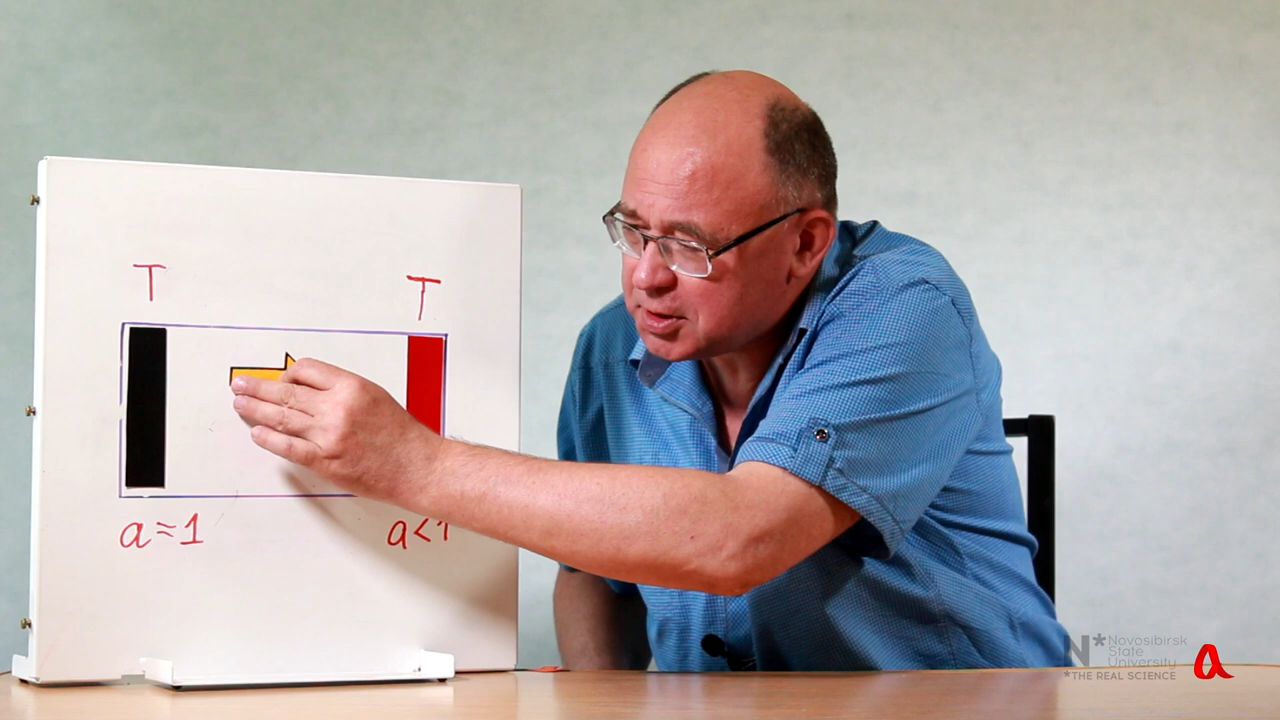 T
T
a≈1
a<1
N*
Novosibirsk
State
University
*THE REAL SCIENCE
a